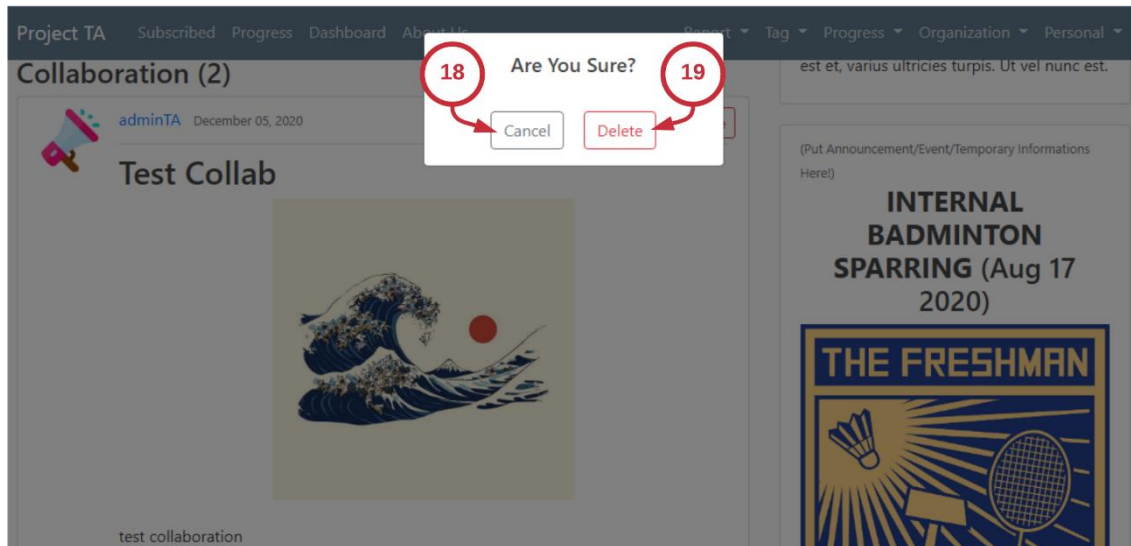 Project TA Subscribed Progress Dashboard About Us Report Tag Progress Organization Personal
Are You Sure?
18
19
Cancel
Delete
Collaboration (2)
adminTA December 05, 2020
Test Collab
test collaboration
est et, varius ultricies turpis. Ut vel nunc est.
(Put Announcement/Event/Temporary Informations
Here!)
INTERNAL
BADMINTON
SPARRING (Aug 17
2020)
THE FRESHMAN